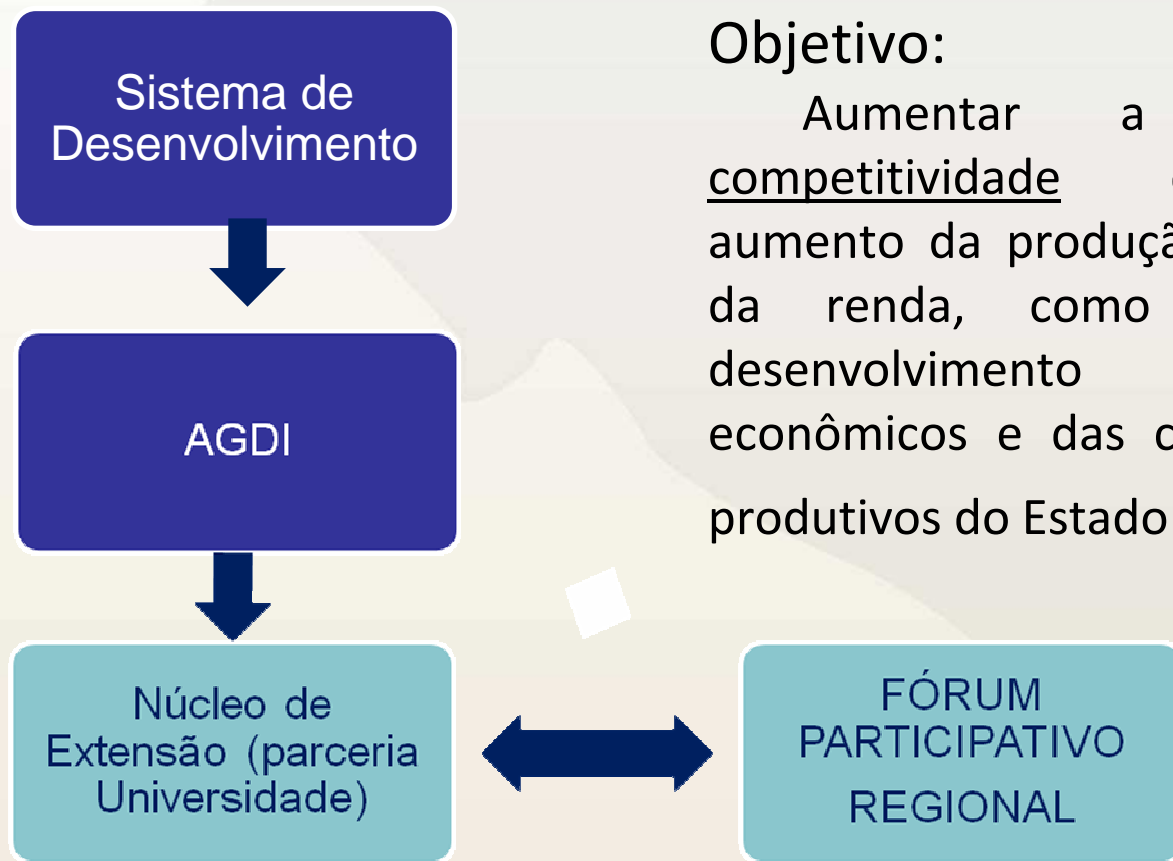 Sistema de
Desenvolvimento
AGDI
Núcleo de
Extensão (parceria
Universidade)
Objetivo:
Aumentar a
competitividade
aumento da produçã
da renda, como
desenvolvimento
econômicos e das c
produtivos do Estado
FÓRUM
PARTICIPATIVO
REGIONAL